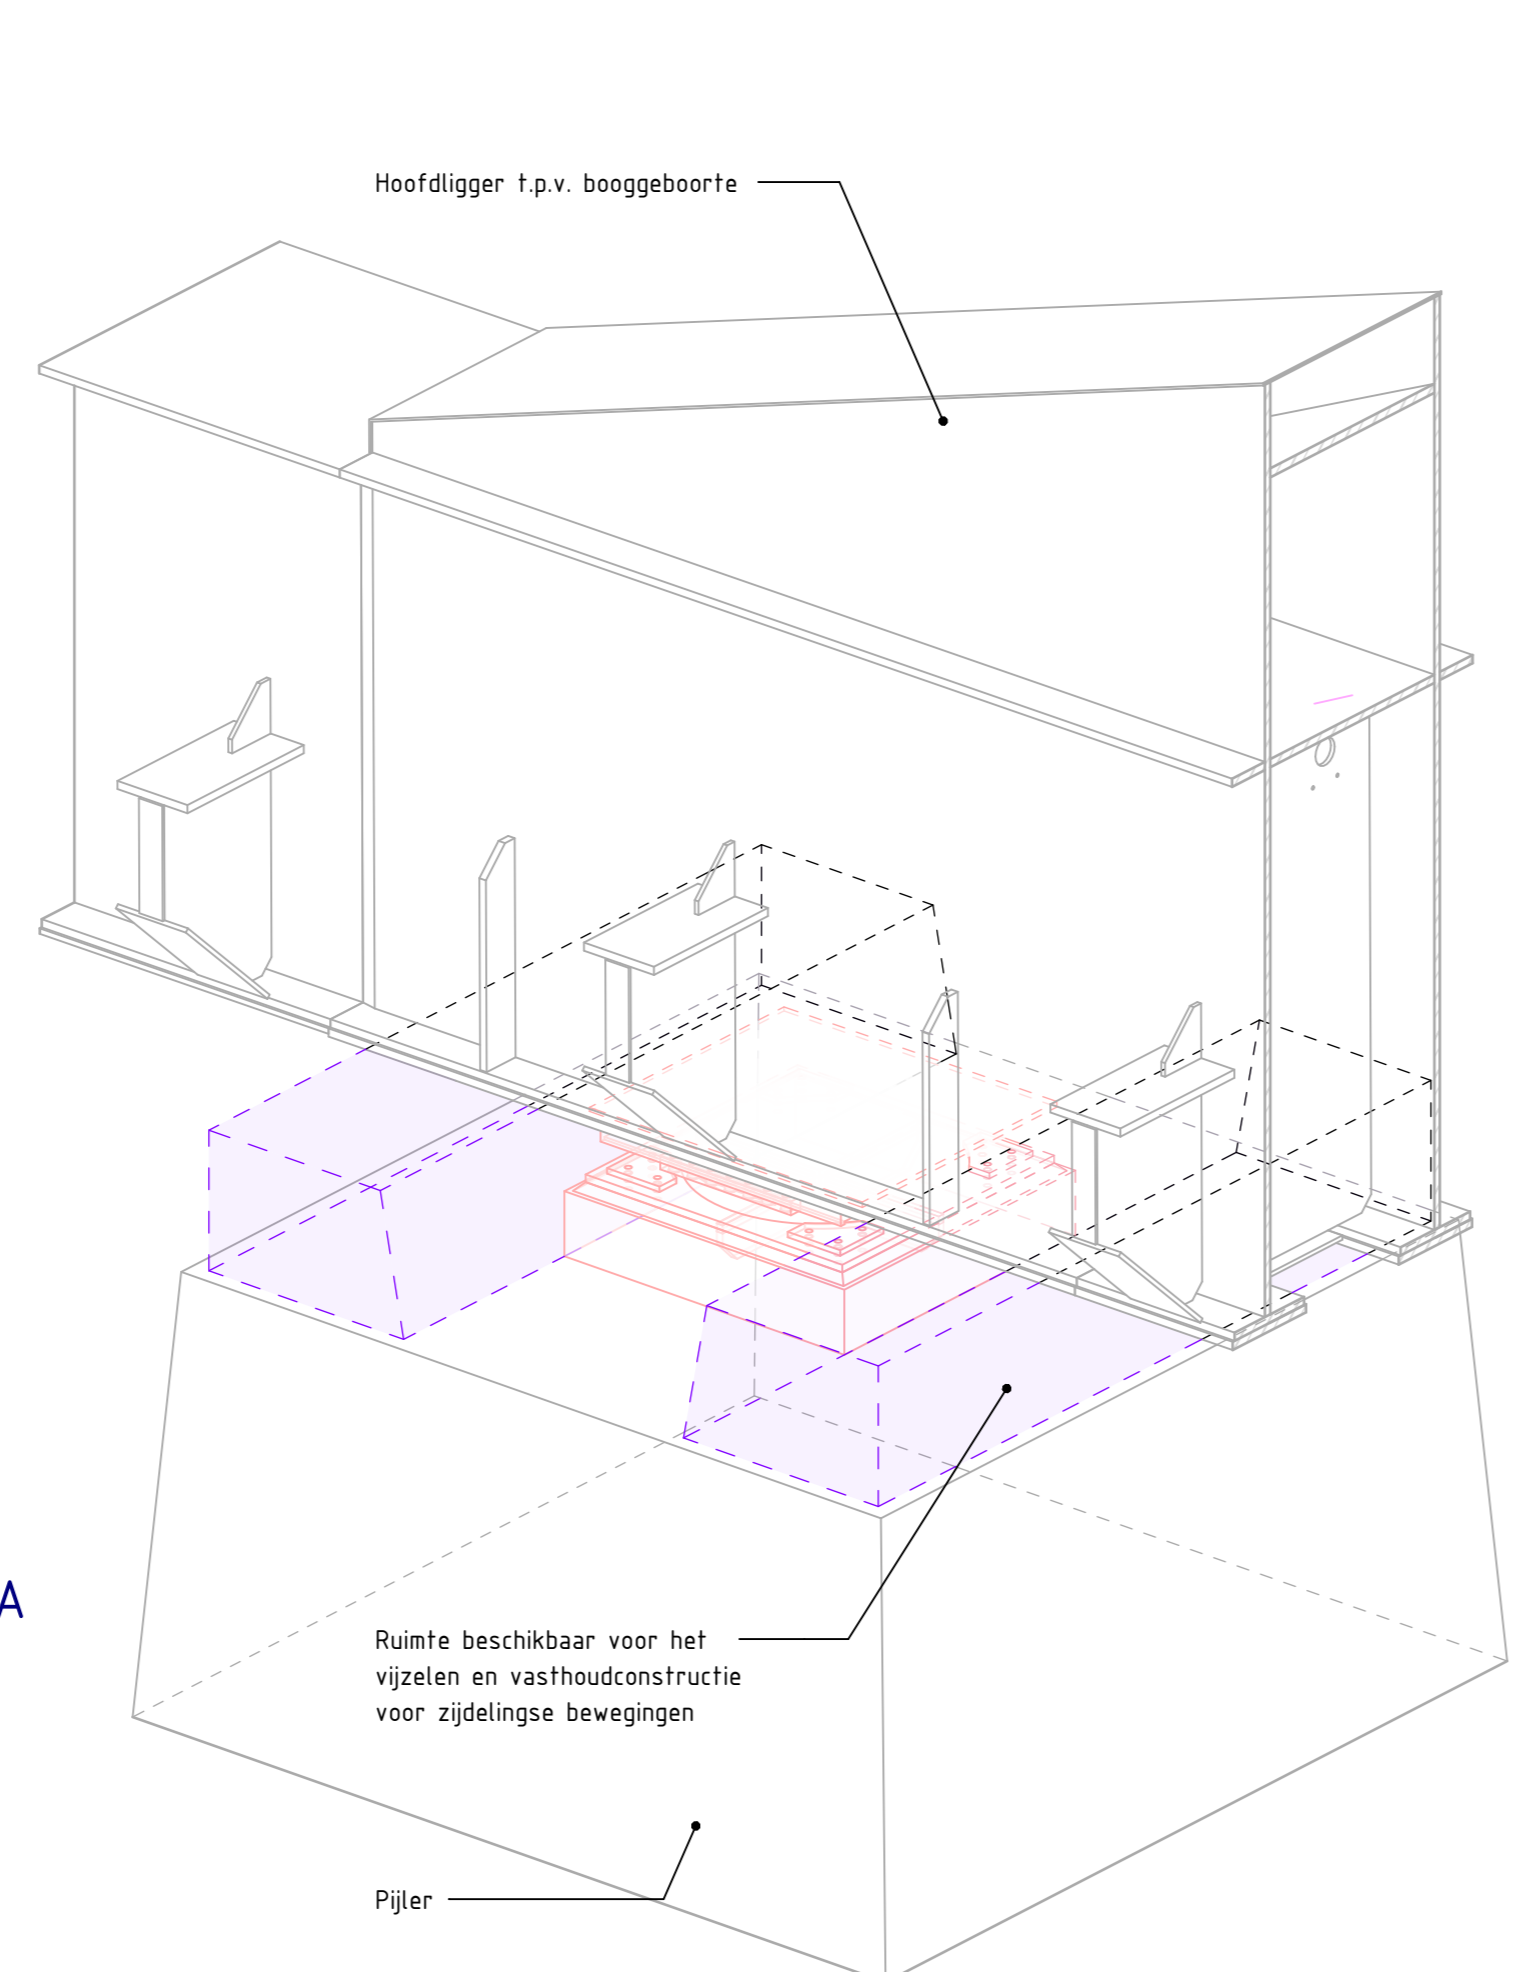 Hoofdligger t.p.v. booggeboorte
A
Ruimte beschikbaar voor het
vijzelen en vasthoudconstructie
voor zijdelingse bewegingen
Pijler